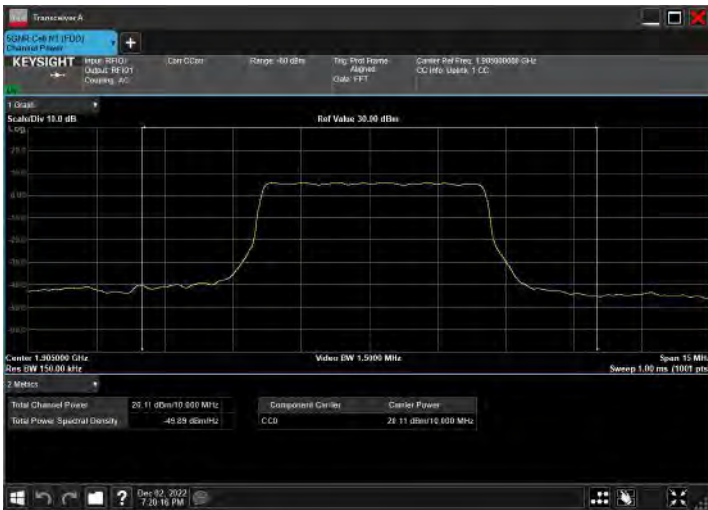 Transceiver A
5GNR Cell N1 (FDD)
Channel Power
KEYSIGHT
Input: RFIO1
Output: RFIO1
Coupling: AC
Corr CCorr
Range: -60 dBm
Trig: Prot Frame
Aligned
Gate: FFT
Center Ref Freq: 1.905000000 GHz
CC Info: Uplink, 1 CC
1 Graph
Scale/Div 10.0 dB
Ref Value 30.00 dBm
Log
Center 1.905000 GHz
Video BW 1.5000 MHz
Span 15 MHz
Res BW 150.00 kHz
Sweep 1.00 ms (1001 pts
2 Metrics
Total Channel Power
20.11 dBm/10.000 MHz
Component Carrier
Carrier Power
Total Power Spectral Density
-49.89 dBm/Hz
CC0
20.11 dBm/10.000 MHz
Dec 02, 2022
7:20:16 PM